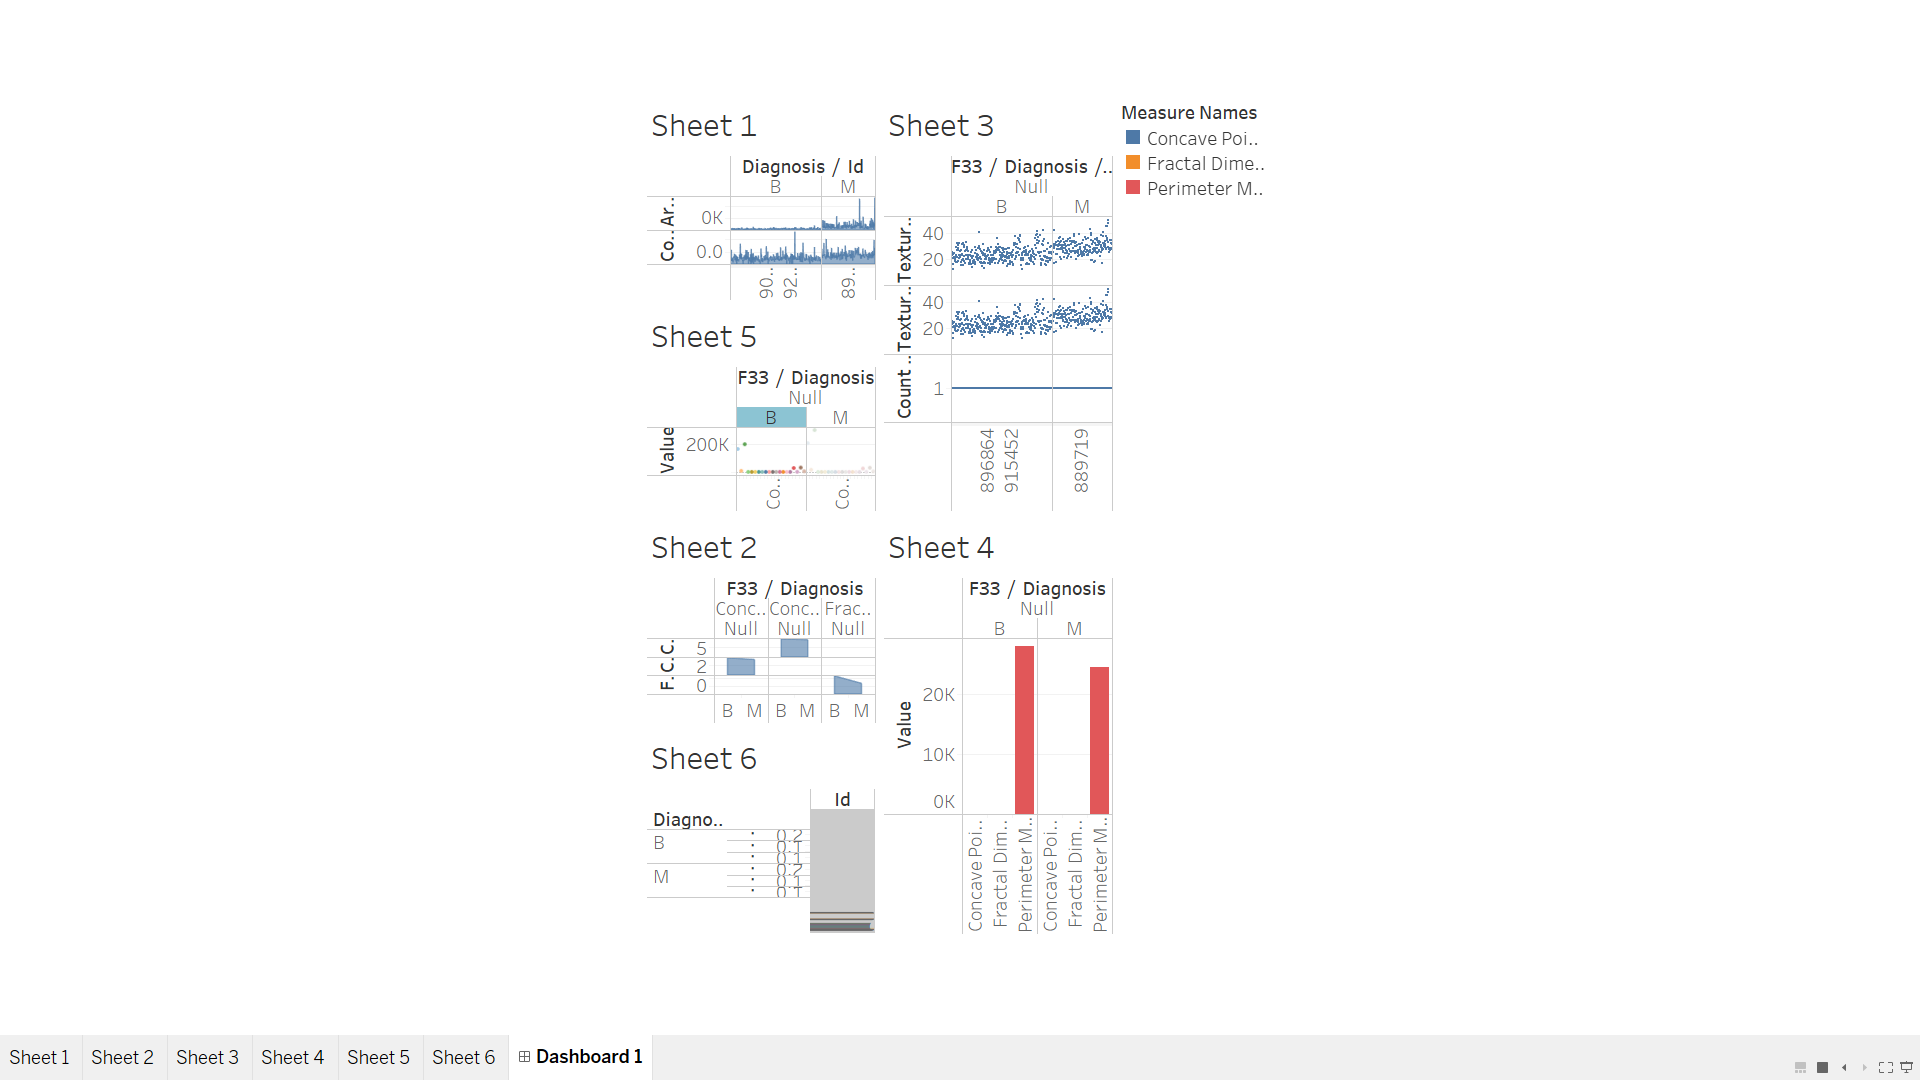 Sheet 1
Diagnosis / Id
B M
Ar..
0K
Co..
0.0
90..
92..
89..
Sheet 3
F33 / Diagnosis /..
Null
B M
Textur..
40
20
Textur..
40
20
Count ..
1
896864
915452
889719
Measure Names
Concave Poi..
Fractal Dime..
Perimeter M..
Sheet 5
F33 / Diagnosis
Null
B M
Value
200K
Co..
Co..
Sheet 2
F33 / Diagnosis
Conc.. Conc.. Frac..
Null Null Null
C.
5
C.
2
F.
0
B M B M B M
Sheet 4
F33 / Diagnosis
Null
B M
Value
20K
10K
0K
Concave Poi..
Fractal Dim..
Perimeter M..
Concave Poi..
Fractal Dim..
Perimeter M..
Sheet 6
Id
Diagno..
B
0.2
0.1
0.1
M
0.2
0.1
0.1
Sheet 1 Sheet 2 Sheet 3 Sheet 4 Sheet 5 Sheet 6 Dashboard 1